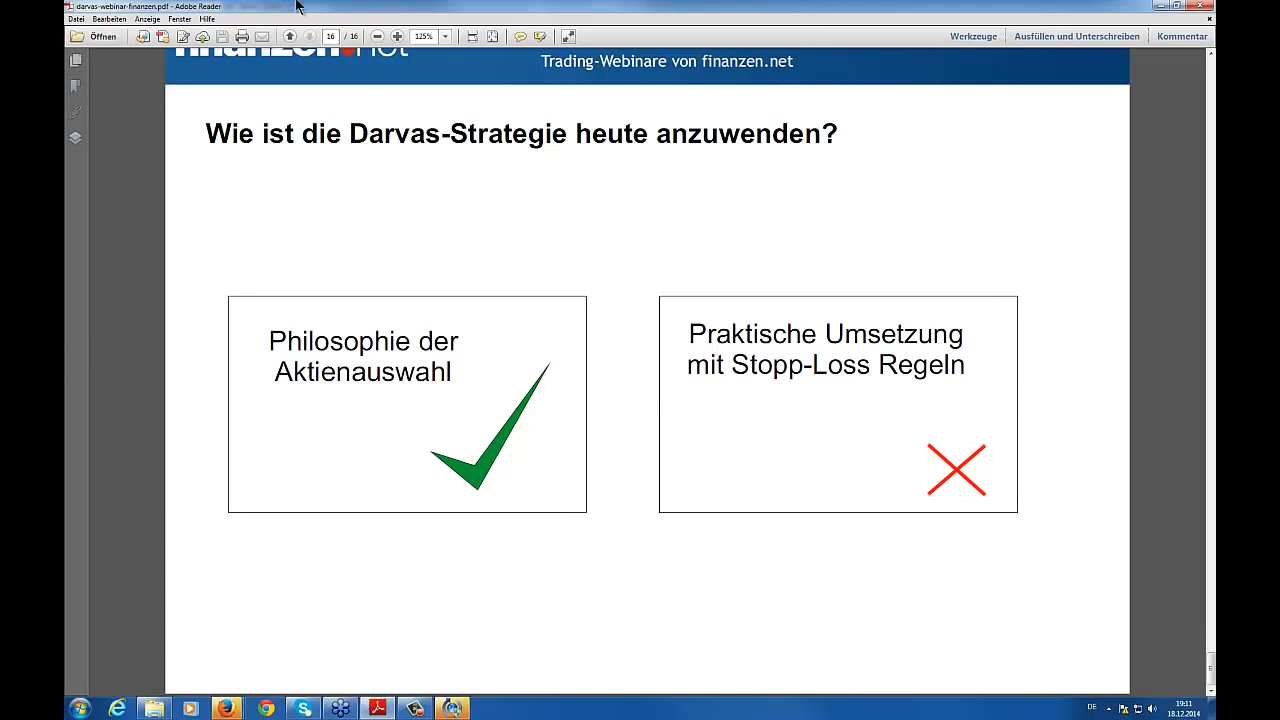 darvas-webinar-finanzen.pdf - Adobe Reader
Datei Bearbeiten Anzeige Fenster Hilfe
Öffnen 16 / 16 125% Werkzeuge Ausfüllen und Unterschreiben Kommentar
finanzen.net
Trading-Webinare von finanzen.net
Wie ist die Darvas-Strategie heute anzuwenden?
Philosophie der
Aktienauswahl
Praktische Umsetzung
mit Stopp-Loss Regeln
DE 19:11
18.12.2014